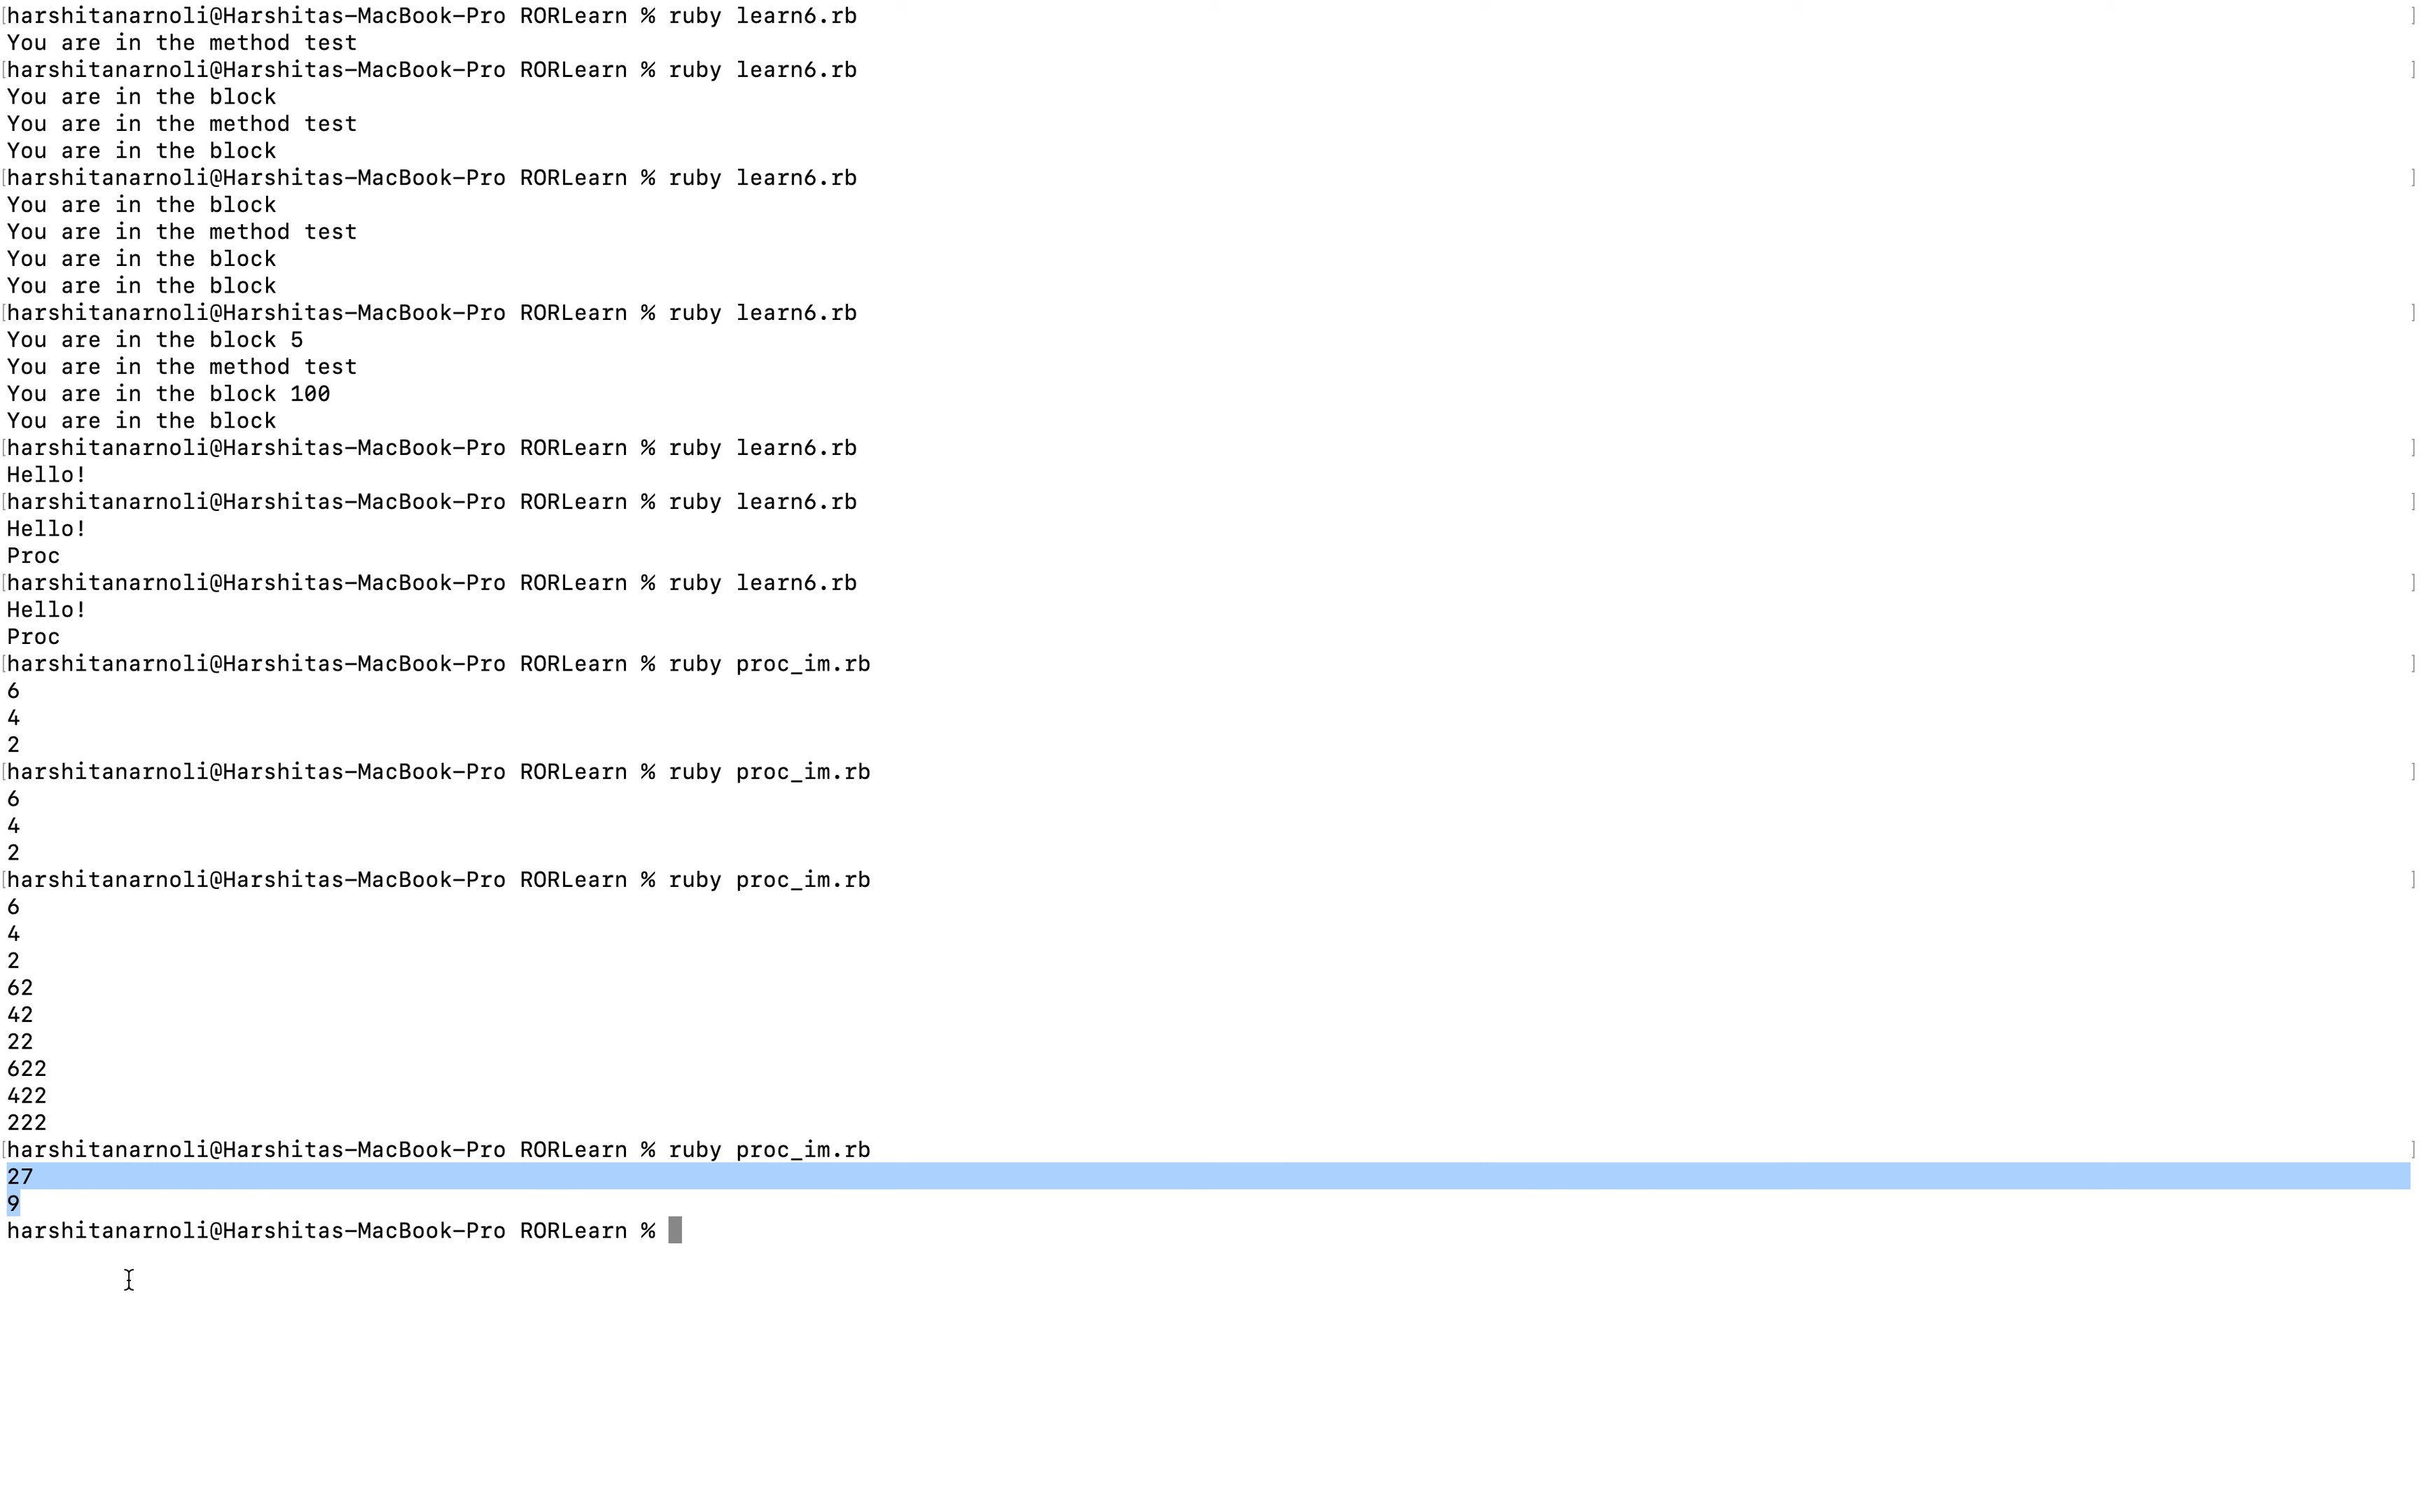 harshitanarnoli@Harshitas-MacBook-Pro RORLearn % ruby learn6.rb
You are in the method test
harshitanarnoli@Harshitas-MacBook-Pro RORLearn % ruby learn6.rb
You are in the block
You are in the method test
You are in the block
harshitanarnoli@Harshitas-MacBook-Pro RORLearn % ruby learn6.rb
You are in the block
You are in the method test
You are in the block
You are in the block
harshitanarnoli@Harshitas-MacBook-Pro RORLearn % ruby learn6.rb
You are in the block 5
You are in the method test
You are in the block 100
You are in the block
harshitanarnoli@Harshitas-MacBook-Pro RORLearn % ruby learn6.rb
Hello!
harshitanarnoli@Harshitas-MacBook-Pro RORLearn % ruby learn6.rb
Hello!
Proc
harshitanarnoli@Harshitas-MacBook-Pro RORLearn % ruby learn6.rb
Hello!
Proc
harshitanarnoli@Harshitas-MacBook-Pro RORLearn % ruby proc_im.rb
6
4
2
harshitanarnoli@Harshitas-MacBook-Pro RORLearn % ruby proc_im.rb
6
4
2
harshitanarnoli@Harshitas-MacBook-Pro RORLearn % ruby proc_im.rb
6
4
2
62
42
22
622
422
222
harshitanarnoli@Harshitas-MacBook-Pro RORLearn % ruby proc_im.rb
27
9
harshitanarnoli@Harshitas-MacBook-Pro RORLearn %